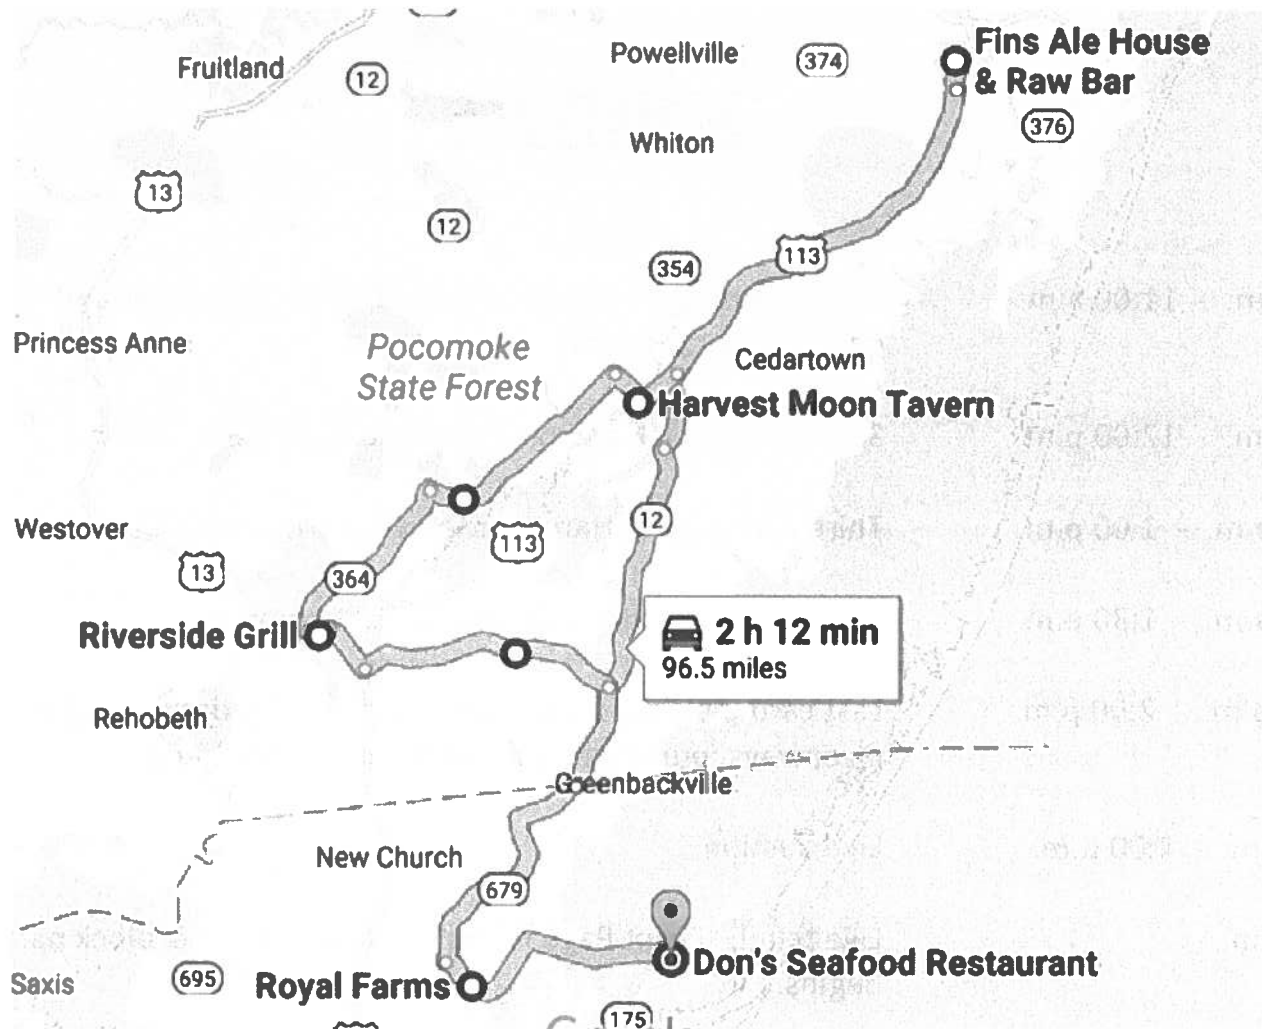 Fruitland
12
Powellville
374
Fins Ale House
& Raw Bar
376
Whiton
13
12
354
113
Princess Anne
Pocomoke
State Forest
Cedartown
Harvest Moon Tavern
Westover
113
12
13
364
Riverside Grill
2 h 12 min
96.5 miles
Rehobeth
Greenbackville
New Church
679
Don's Seafood Restaurant
Saxis
695
Royal Farms
175